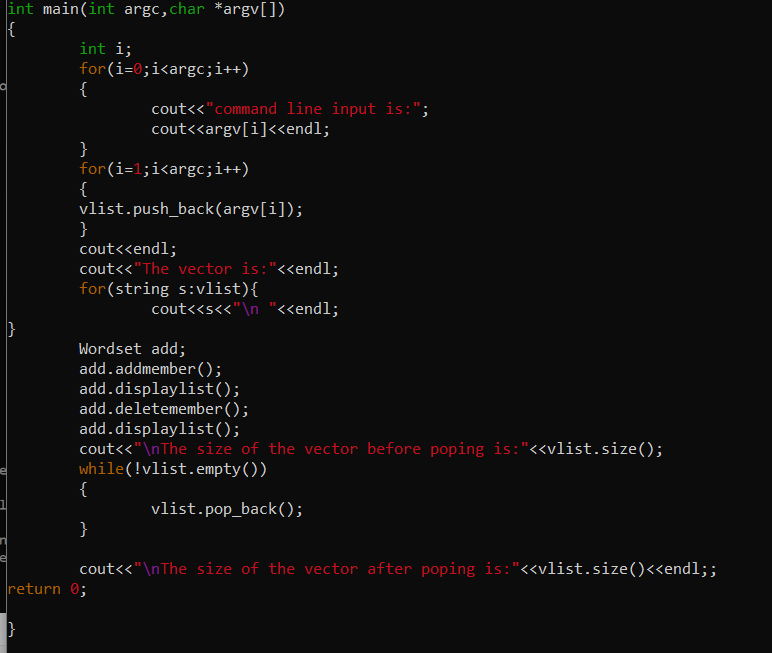 int main(int argc,char *argv[])
{
        int i;
        for(i=0;i<argc;i++)
        {
                cout<<"command line input is:";
                cout<<argv[i]<<endl;
        }
        for(i=1;i<argc;i++)
        {
        vlist.push_back(argv[i]);
        }
        cout<<endl;
        cout<<"The vector is:"<<endl;
        for(string s:vlist){
                cout<<s<<"\n "<<endl;
}
        Wordset add;
        add.addmember();
        add.displaylist();
        add.deletemember();
        add.displaylist();
        cout<<"\nThe size of the vector before poping is:"<<vlist.size();
        while(!vlist.empty())
        {
                vlist.pop_back();
        }
        cout<<"\nThe size of the vector after poping is:"<<vlist.size()<<endl;;
return 0;
}